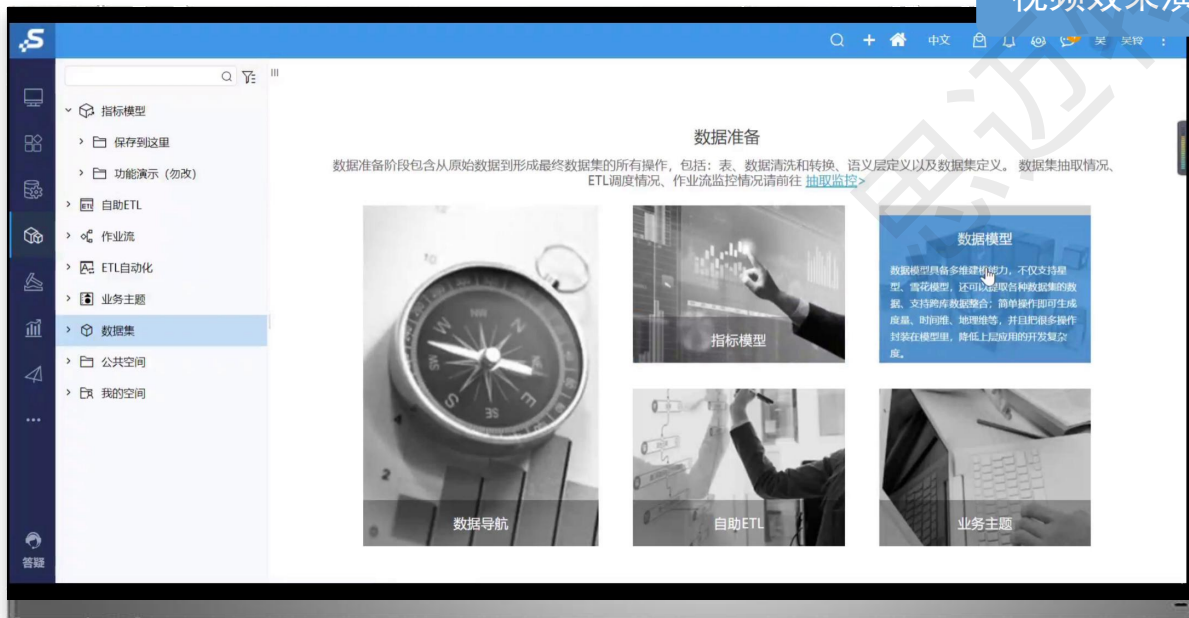 视频效果演
中文
吴 吴铃
指标模型
保存到这里
功能演示（勿改）
自助ETL
作业流
ETL自动化
业务主题
数据集
公共空间
我的空间
答疑
数据准备
数据准备阶段包含从原始数据到形成最终数据集的所有操作，包括：表、数据清洗和转换、语义层定义以及数据集定义。 数据集抽取情况、
ETL调度情况、作业流监控情况请前往 抽取监控>
数据导航
指标模型
数据模型
数据模型具备多维建模能力，不仅支持星
型、雪花模型，还可以提取各种数据集的数
据、支持跨库数据整合；简单操作即可生成
度量、时间维、地理维等，并且把很多操作
封装在模型里，降低上层应用的开发复杂
度。
自助ETL
业务主题
思迈特